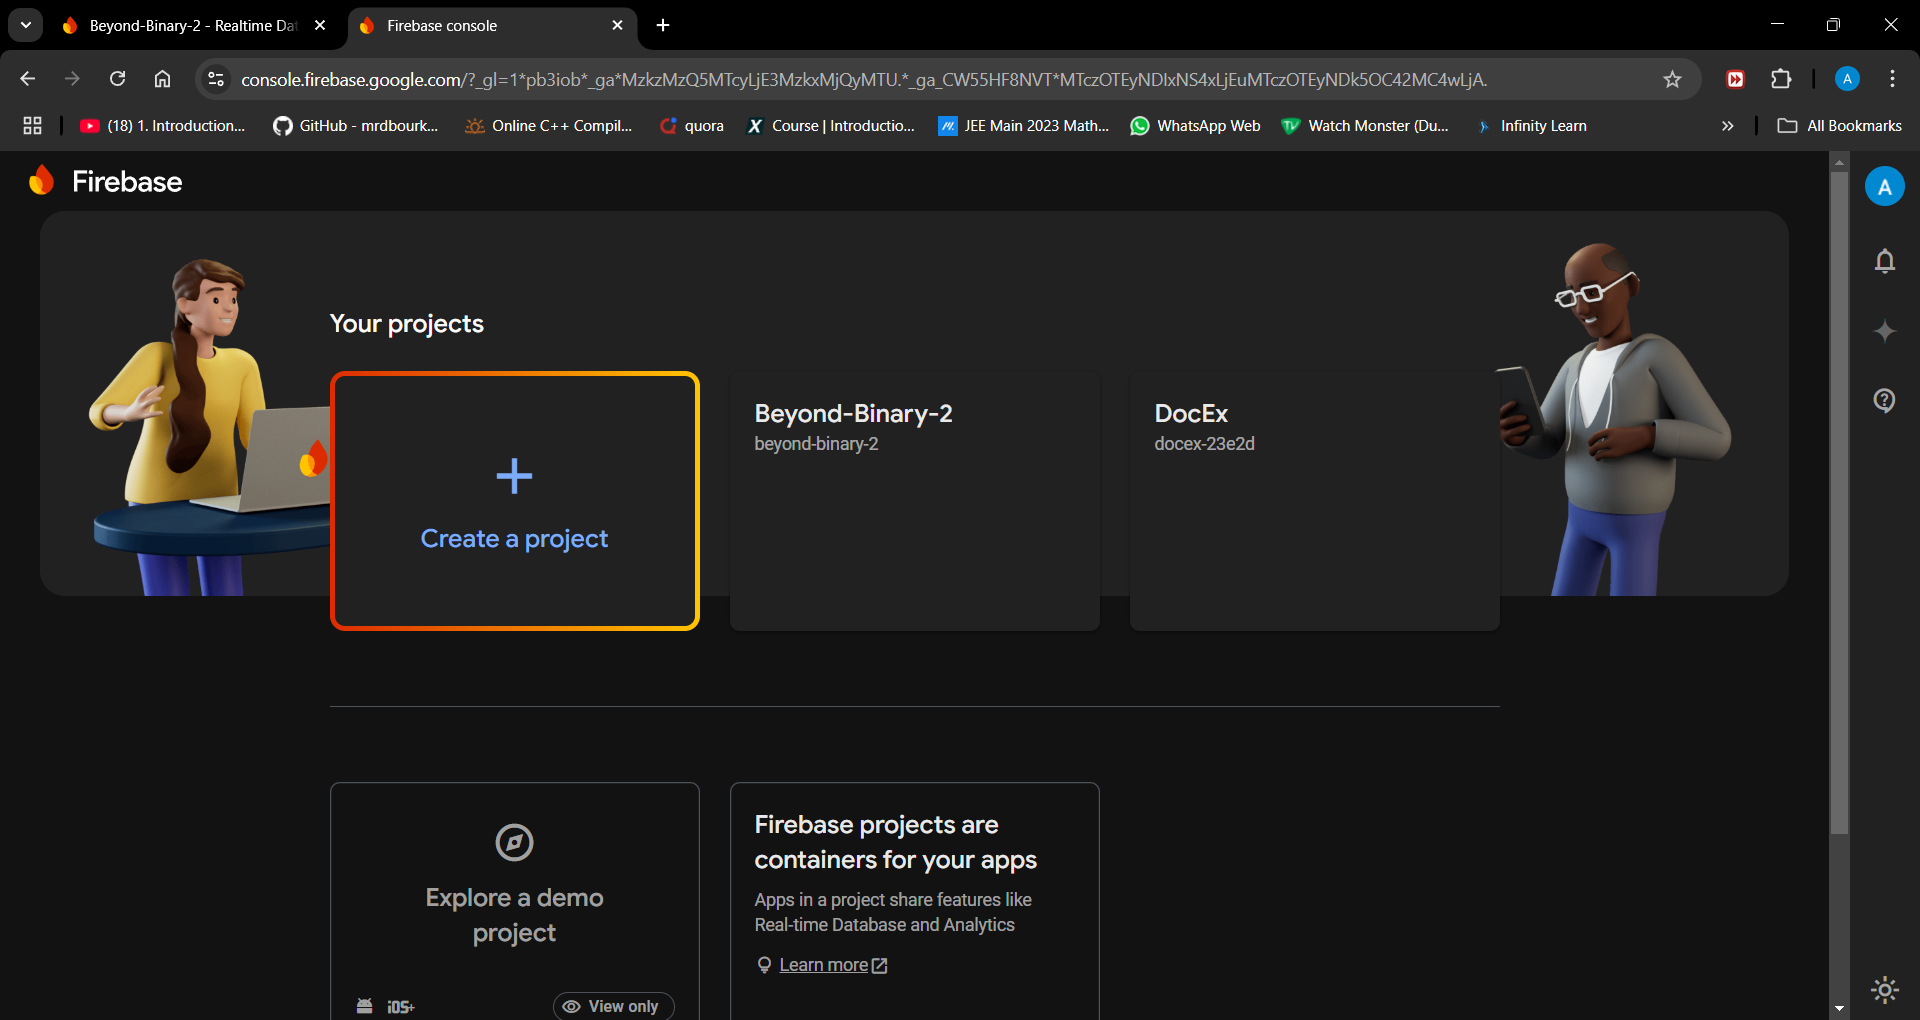 Beyond-Binary-2 - Realtime Dat
Firebase console
console.firebase.google.com/?_gl=1*pb3iob*_ga*MzkzMzQ5MTcyLjE3MzkxMjQyMTU.*_ga_CW55HF8NVT*MTczOTEyNDIxNS4xLjEuMTczOTEyNDk5OC42MC4wLjA.
A
(18) 1. Introduction...
GitHub - mrdbourk...
Online C++ Compil...
quora
X Course | Introductio...
JEE Main 2023 Math...
WhatsApp Web
Watch Monster (Du...
Infinity Learn
All Bookmarks
Firebase
A
Your projects
Create a project
Beyond-Binary-2
beyond-binary-2
DocEx
docex-23e2d
Explore a demo
project
iOS+
View only
Firebase projects are
containers for your apps
Apps in a project share features like
Real-time Database and Analytics
Learn more